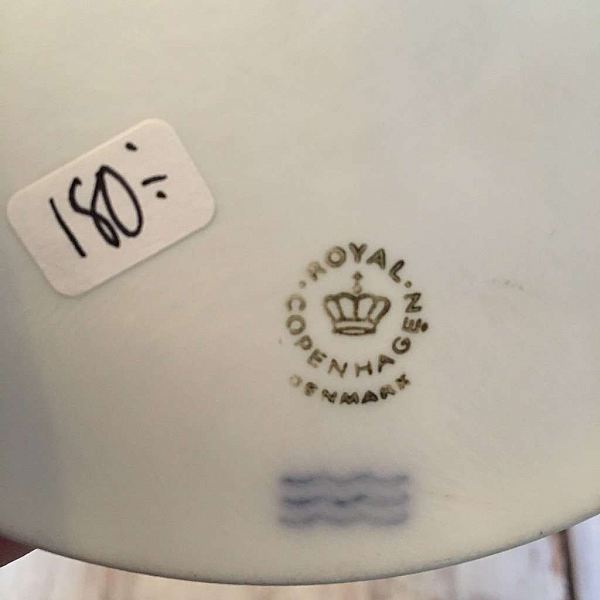 180:-
ROYAL
COPENHAGEN
DENMARK